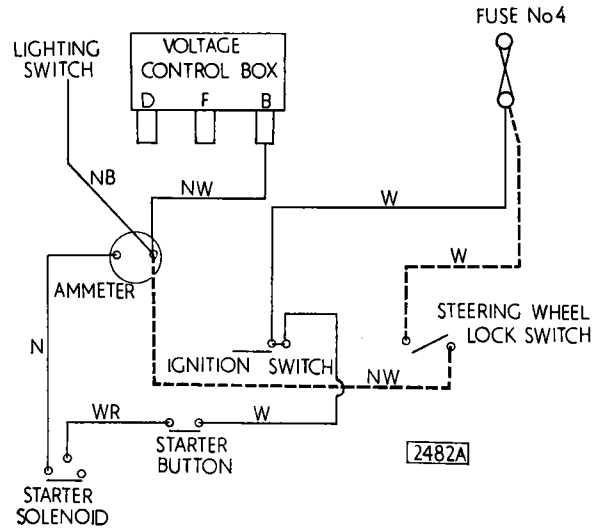 FUSE No4
LIGHTING
SWITCH
VOLTAGE
CONTROL BOX
D F B
NB
NW
W
W
AMMETER
STEERING WHEEL
LOCK SWITCH
N
IGNITION SWITCH
NW
WR
W
STARTER
BUTTON
2482A
STARTER
SOLENOID